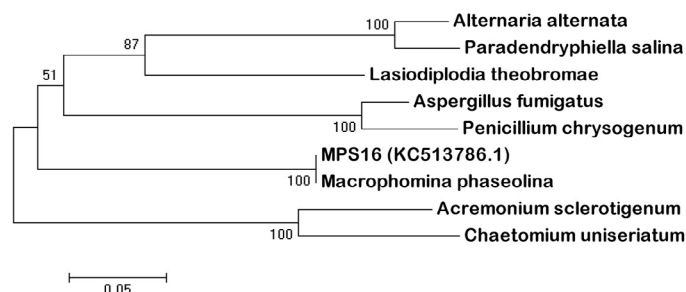 Alternaria alternata
100
Paradendryphiella salina
87
Lasiodiplodia theobromae
51
Aspergillus fumigatus
100
Penicillium chrysogenum
MPS16 (KC513786.1)
100
Macrophomina phaseolina
Acremonium sclerotigenum
100
Chaetomium uniseriatum
0.05